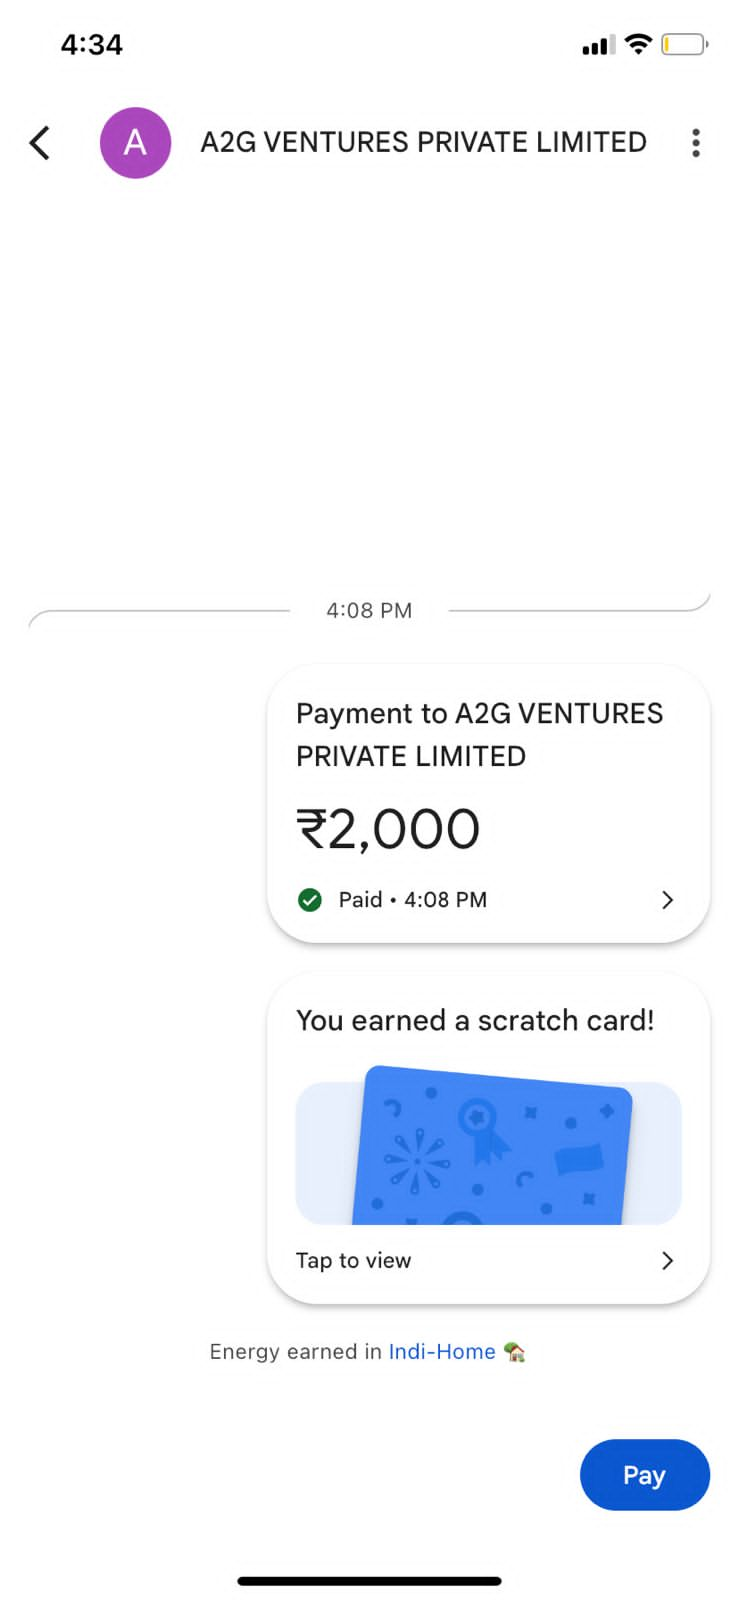 4:34
A
A2G VENTURES PRIVATE LIMITED
4:08 PM
Payment to A2G VENTURES
PRIVATE LIMITED
₹2,000
Paid • 4:08 PM
You earned a scratch card!
Tap to view
Energy earned in Indi-Home 🏡
Pay